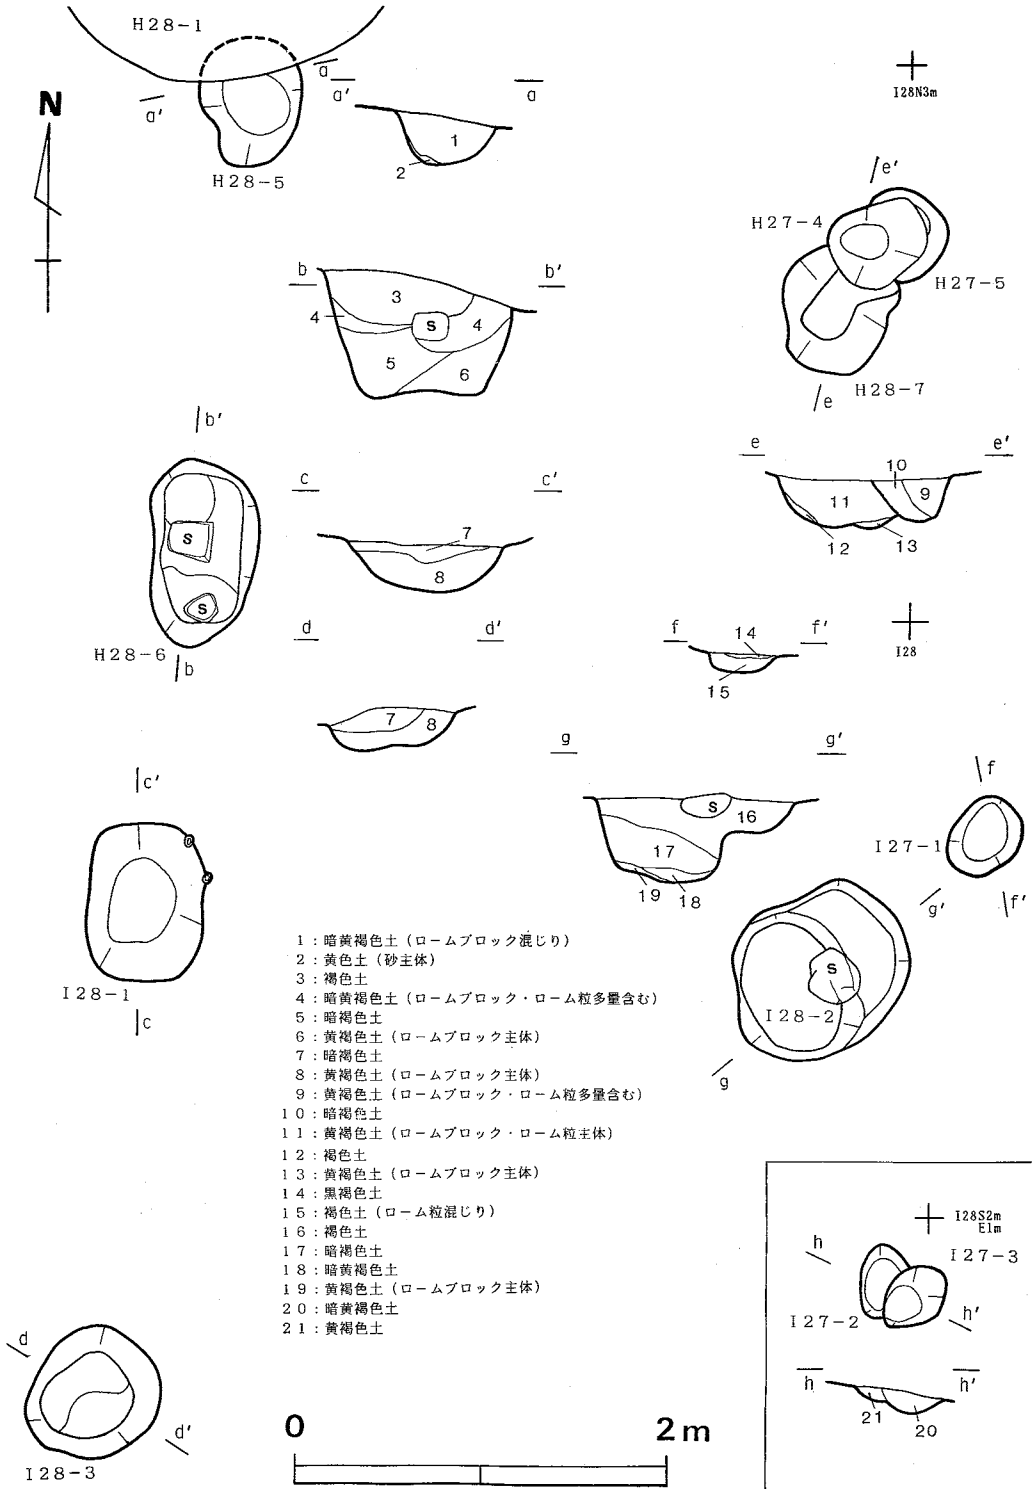 H28-1
a
a'
a'
a
I28N3m
N
1
2
H28-5
e'
H27-4
H27-5
b
b'
3
4
S
4
5
6
e
H28-7
b'
c
c'
e
e'
10
11
9
12
13
7
8
S
S
H28-6
b
d
d'
f
f'
14
15
I28
7
8
g
g'
c'
f
S
16
17
19
18
I27-1
g'
f'
S
I28-2
g
I28-1
c
1：暗黄褐色土（ロームブロック混じり）
2：黄色土（砂主体）
3：褐色土
4：暗黄褐色土（ロームブロック・ローム粒多量含む）
5：暗褐色土
6：黄褐色土（ロームブロック主体）
7：暗褐色土
8：黄褐色土（ロームブロック主体）
9：黄褐色土（ロームブロック・ローム粒多量含む）
10：暗褐色土
11：黄褐色土（ロームブロック・ローム粒主体）
12：褐色土
13：黄褐色土（ロームブロック主体）
14：黒褐色土
15：褐色土（ローム粒混じり）
16：褐色土
17：暗褐色土
18：暗黄褐色土
19：黄褐色土（ロームブロック主体）
20：暗黄褐色土
21：黄褐色土
I28S2m
E1m
h
I27-3
I27-2
h'
h
h'
21
20
d
d'
I28-3
0
2m